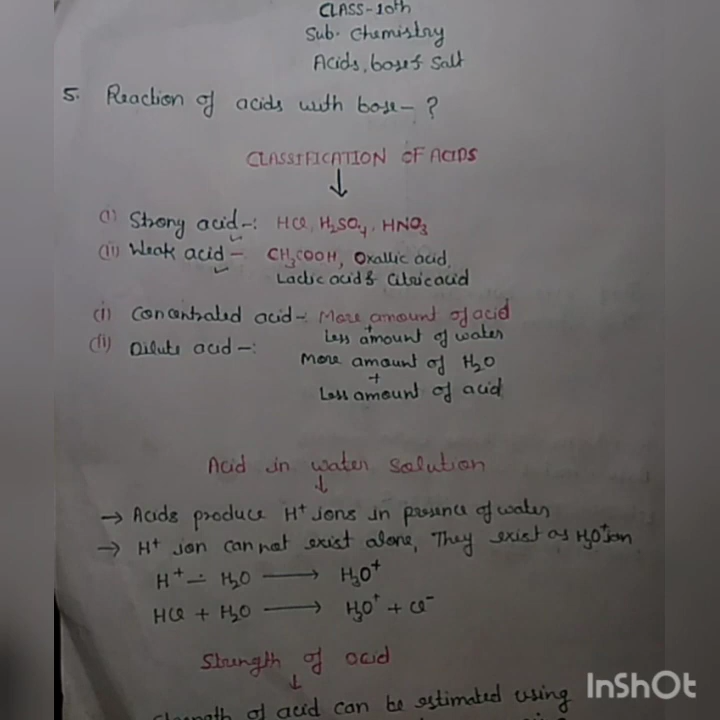 CLASS-10th
Sub. Chemistry
Acids, base & Salt
5. Reaction of acids with base- ?
CLASSIFICATION OF ACIDS
↓
(i) Strong acid-: HCl, H₂SO₄, HNO₃
(ii) Weak acid- CH₃COOH, Oxallic acid,
Lactic acid & Citric acid
(i) Concentrated acid-: More amount of acid
+
Less amount of water
(ii) Dilute acid-:
More amount of H₂O
+
Less amount of acid
Acid in water solution
↓
→ Acids produce H⁺ ions in presence of water
→ H⁺ ion cannot exist alone, They exist as H₃O⁺ ion
H⁺ + H₂O → H₃O⁺
HCl + H₂O → H₃O⁺ + Cl⁻
Strength of acid
↓
Strength of acid can be estimated using
InShOt